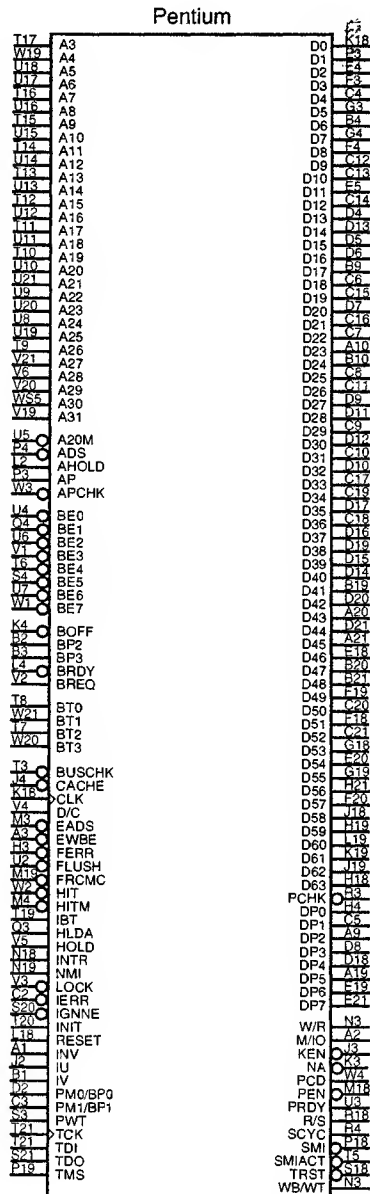 Pentium
T17 A3
W19 A4
U18 A5
U17 A6
T16 A7
U16 A8
T15 A9
U15 A10
T14 A11
U14 A12
T13 A13
U13 A14
T12 A15
U12 A16
T11 A17
U11 A18
T10 A19
U10 A20
U21 A21
U9 A22
U20 A23
U8 A24
U19 A25
T9 A26
V21 A27
V6 A28
V20 A29
WS5 A30
V19 A31
U5 A20M
P4 ADS
L2 AHOLD
P3 AP
W3 APCHK
U4 BE0
Q4 BE1
U6 BE2
V1 BE3
T6 BE4
S4 BE5
U7 BE6
W1 BE7
K4 BOFF
B2 BP2
B3 BP3
L4 BRDY
V2 BREQ
T8 BT0
W21 BT1
T7 BT2
W20 BT3
T3 BUSCHK
J4 CACHE
K18 CLK
V4 D/C
M3 EADS
A3 EWBE
H3 FERR
U2 FLUSH
M19 FRCMC
W2 HIT
M4 HITM
T19 IBT
Q3 HLDA
V5 HOLD
N18 INTR
N19 NMI
V3 LOCK
C2 IERR
S20 IGNNE
T20 INIT
L18 RESET
A1 INV
J2 IU
B1 IV
D2 PM0/BP0
C3 PM1/BP1
S3 PWT
T21 TCK
T21 TDI
S21 TDO
P19 TMS
D0 K18
D1 E3
D2 E4
D3 F3
D4 C4
D5 G3
D6 B4
D7 G4
D8 F4
D9 C12
D10 C13
D11 E5
D12 C14
D13 D4
D14 D13
D15 D5
D16 D6
D17 B9
D18 C6
D19 C15
D20 D7
D21 C16
D22 C7
D23 A10
D24 B10
D25 C8
D26 C11
D27 D9
D28 D11
D29 C9
D30 D12
D31 C10
D32 D10
D33 C17
D34 C19
D35 D17
D36 C18
D37 D16
D38 D19
D39 D15
D40 D14
D41 B19
D42 D20
D43 A20
D44 D21
D45 A21
D46 E18
D47 B20
D48 B21
D49 F19
D50 C20
D51 F18
D52 C21
D53 G18
D54 E20
D55 G19
D56 H21
D57 F20
D58 J18
D59 H19
D60 L19
D61 K19
D62 J19
D63 H18
PCHK R3
DP0 H4
DP1 C5
DP2 A9
DP3 D8
DP4 D18
DP5 A19
DP6 E19
DP7 E21
W/R N3
M/IO A2
KEN J3
NA K3
PCD W4
PEN M18
PRDY U3
R/S R18
SCYC R4
SMI P18
SMIACT T5
TRST S18
WB/WT N3